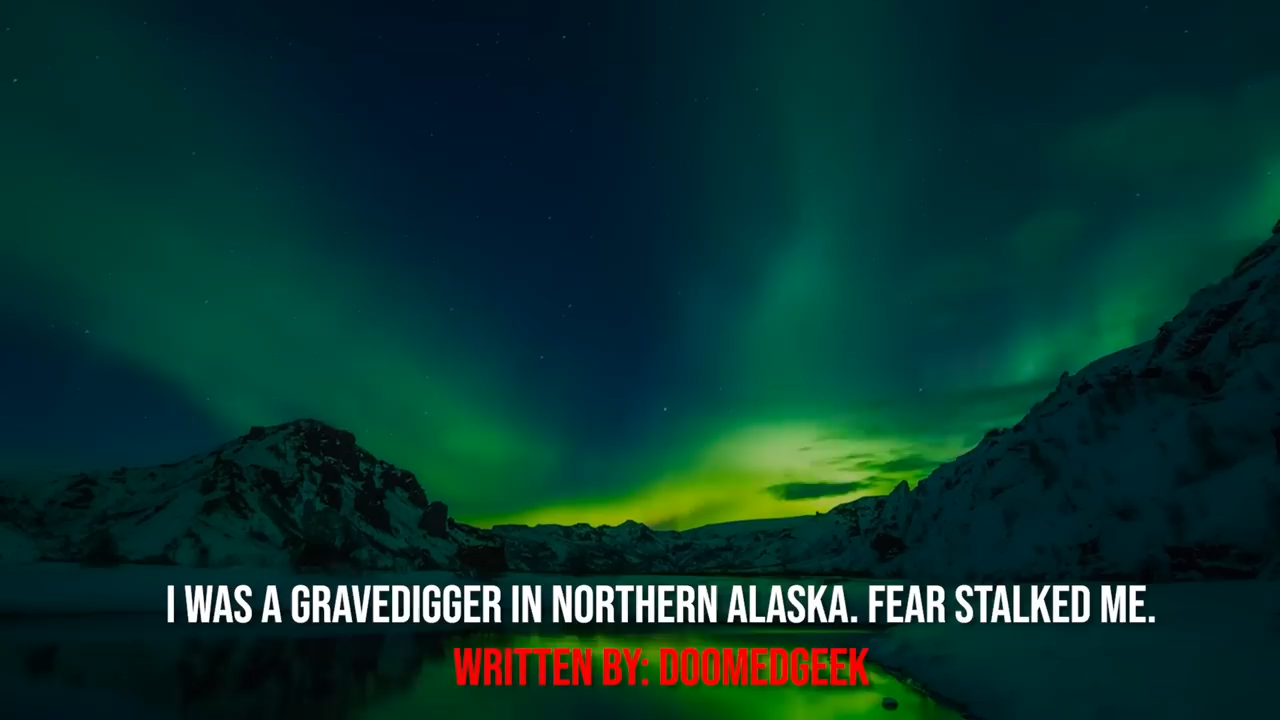 I WAS A GRAVEDIGGER IN NORTHERN ALASKA. FEAR STALKED ME.
WRITTEN BY: DOOMEDGEEK